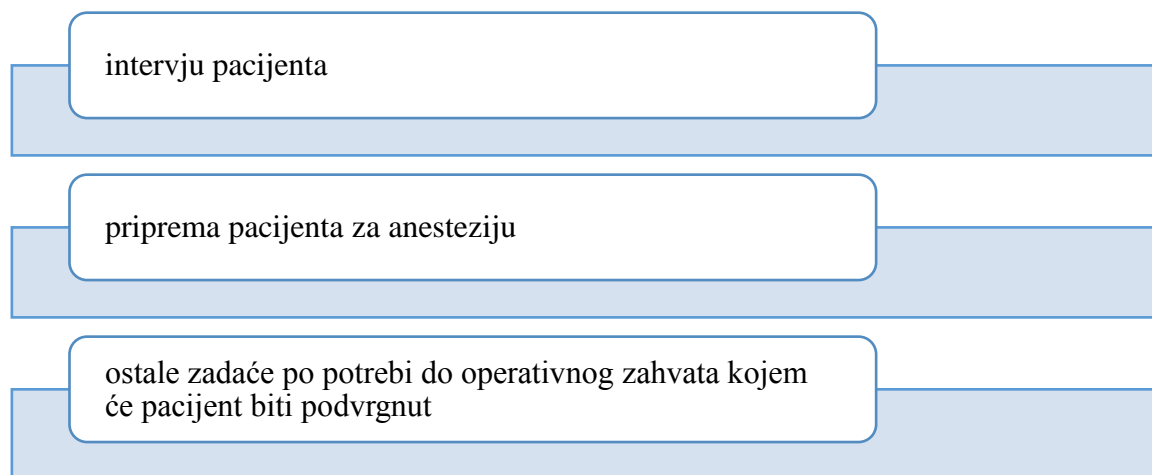 intervju pacijenta
priprema pacijenta za anesteziju
ostale zadaće po potrebi do operativnog zahvata kojem
će pacijent biti podvrgnut